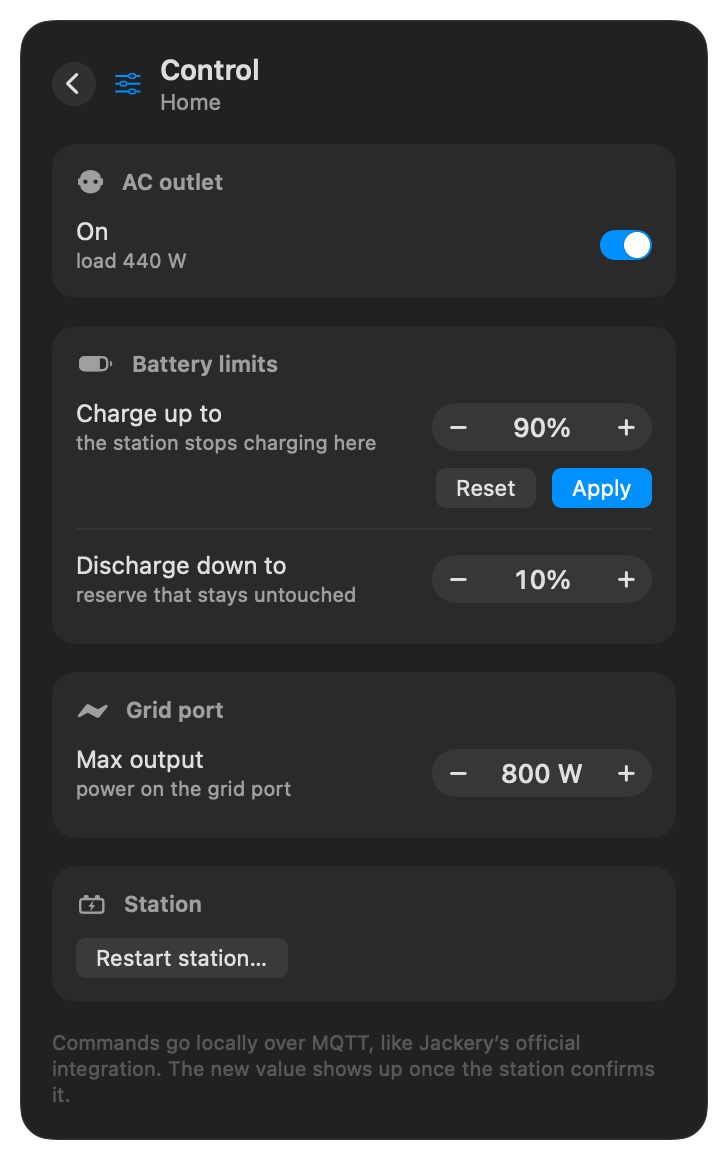 Control
Home
AC outlet
On
load 440 W
Battery limits
Charge up to
the station stops charging here
− 90% +
Reset Apply
Discharge down to
reserve that stays untouched
− 10% +
Grid port
Max output
power on the grid port
− 800 W +
Station
Restart station…
Commands go locally over MQTT, like Jackery’s official
integration. The new value shows up once the station confirms
it.